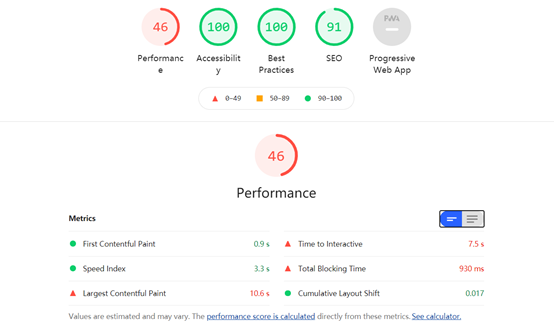 46
100
100
91
PWA
Performanc
e
Accessibilit
y
Best
Practices
SEO
Progressive
Web App
0–49
50–89
90–100
46
Performance
Metrics
First Contentful Paint 0.9 s
Time to Interactive 7.5 s
Speed Index 3.3 s
Total Blocking Time 930 ms
Largest Contentful Paint 10.6 s
Cumulative Layout Shift 0.017
Values are estimated and may vary. The performance score is calculated directly from these metrics. See calculator.